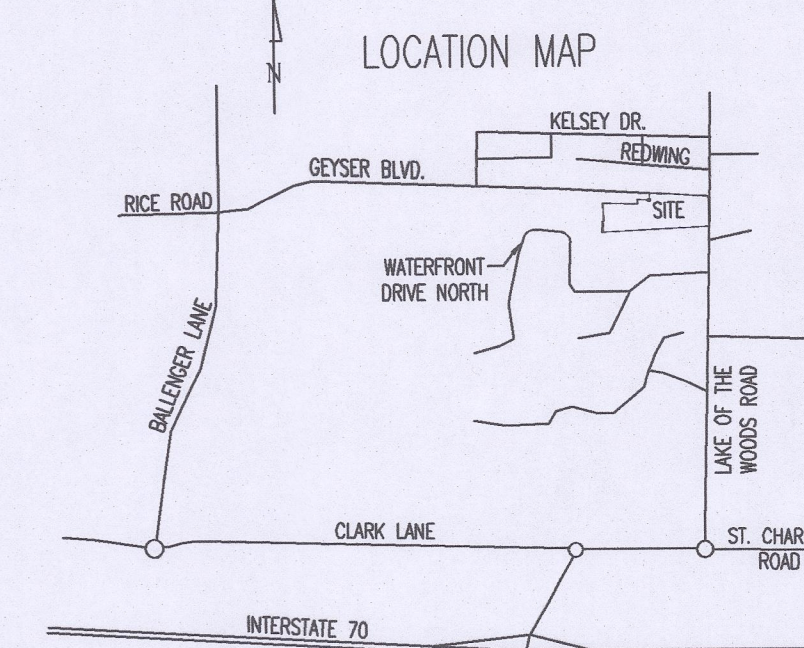 LOCATION MAP
N
KELSEY DR.
REDWING
GEYSER BLVD.
RICE ROAD
SITE
WATERFRONT
DRIVE NORTH
BALLENGER LANE
LAKE OF THE
WOODS ROAD
CLARK LANE
ST. CHAR
ROAD
INTERSTATE 70